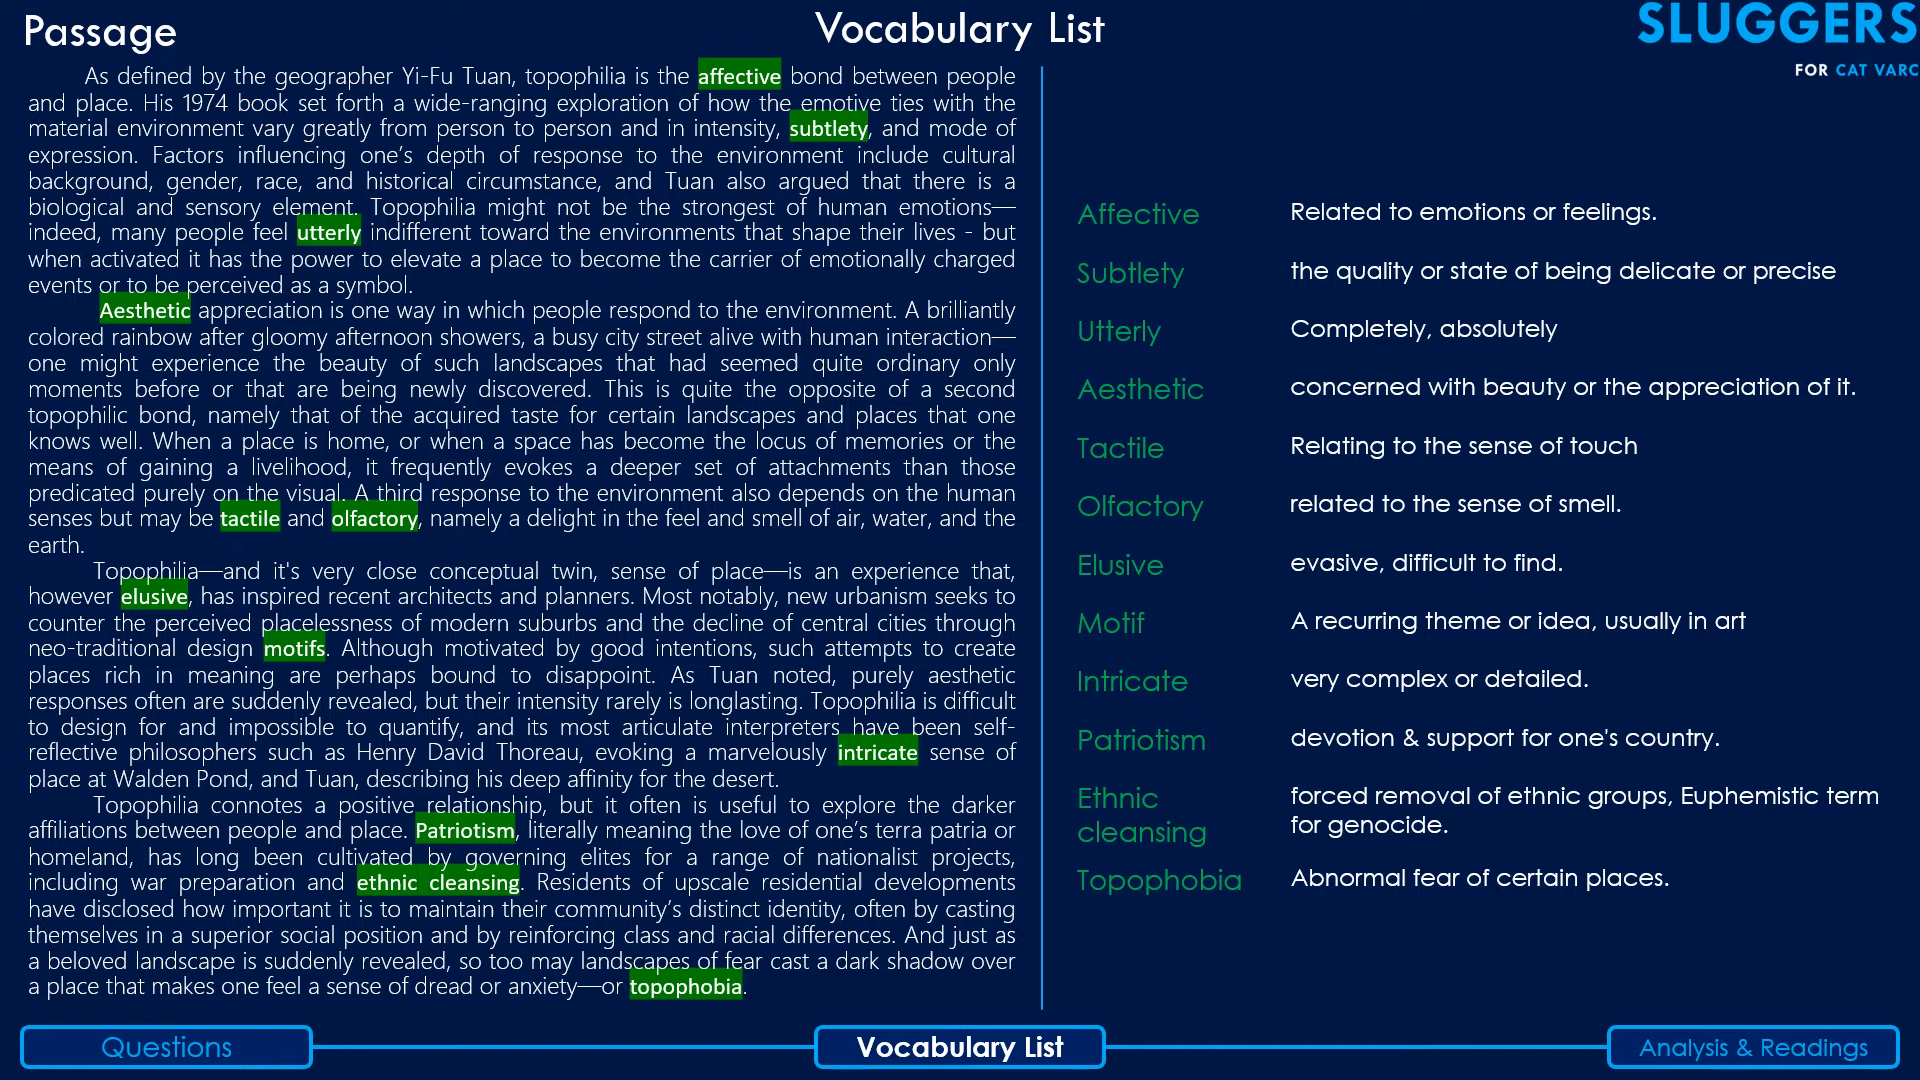 Passage
Vocabulary List
SLUGGERS
FOR CAT VARC
As defined by the geographer Yi-Fu Tuan, topophilia is the affective bond between people
and place. His 1974 book set forth a wide-ranging exploration of how the emotive ties with the
material environment vary greatly from person to person and in intensity, subtlety, and mode of
expression. Factors influencing one’s depth of response to the environment include cultural
background, gender, race, and historical circumstance, and Tuan also argued that there is a
biological and sensory element. Topophilia might not be the strongest of human emotions—
indeed, many people feel utterly indifferent toward the environments that shape their lives - but
when activated it has the power to elevate a place to become the carrier of emotionally charged
events or to be perceived as a symbol.
Aesthetic appreciation is one way in which people respond to the environment. A brilliantly
colored rainbow after gloomy afternoon showers, a busy city street alive with human interaction—
one might experience the beauty of such landscapes that had seemed quite ordinary only
moments before or that are being newly discovered. This is quite the opposite of a second
topophilic bond, namely that of the acquired taste for certain landscapes and places that one
knows well. When a place is home, or when a space has become the locus of memories or the
means of gaining a livelihood, it frequently evokes a deeper set of attachments than those
predicated purely on the visual. A third response to the environment also depends on the human
senses but may be tactile and olfactory, namely a delight in the feel and smell of air, water, and the
earth.
Topophilia—and it's very close conceptual twin, sense of place—is an experience that,
however elusive, has inspired recent architects and planners. Most notably, new urbanism seeks to
counter the perceived placelessness of modern suburbs and the decline of central cities through
neo-traditional design motifs. Although motivated by good intentions, such attempts to create
places rich in meaning are perhaps bound to disappoint. As Tuan noted, purely aesthetic
responses often are suddenly revealed, but their intensity rarely is longlasting. Topophilia is difficult
to design for and impossible to quantify, and its most articulate interpreters have been self-
reflective philosophers such as Henry David Thoreau, evoking a marvelously intricate sense of
place at Walden Pond, and Tuan, describing his deep affinity for the desert.
Topophilia connotes a positive relationship, but it often is useful to explore the darker
affiliations between people and place. Patriotism, literally meaning the love of one’s terra patria or
homeland, has long been cultivated by governing elites for a range of nationalist projects,
including war preparation and ethnic cleansing. Residents of upscale residential developments
have disclosed how important it is to maintain their community’s distinct identity, often by casting
themselves in a superior social position and by reinforcing class and racial differences. And just as
a beloved landscape is suddenly revealed, so too may landscapes of fear cast a dark shadow over
a place that makes one feel a sense of dread or anxiety—or topophobia.
Affective Related to emotions or feelings.
Subtlety the quality or state of being delicate or precise
Utterly Completely, absolutely
Aesthetic concerned with beauty or the appreciation of it.
Tactile Relating to the sense of touch
Olfactory related to the sense of smell.
Elusive evasive, difficult to find.
Motif A recurring theme or idea, usually in art
Intricate very complex or detailed.
Patriotism devotion & support for one's country.
Ethnic forced removal of ethnic groups, Euphemistic term
cleansing for genocide.
Topophobia Abnormal fear of certain places.
Questions
Vocabulary List
Analysis & Readings